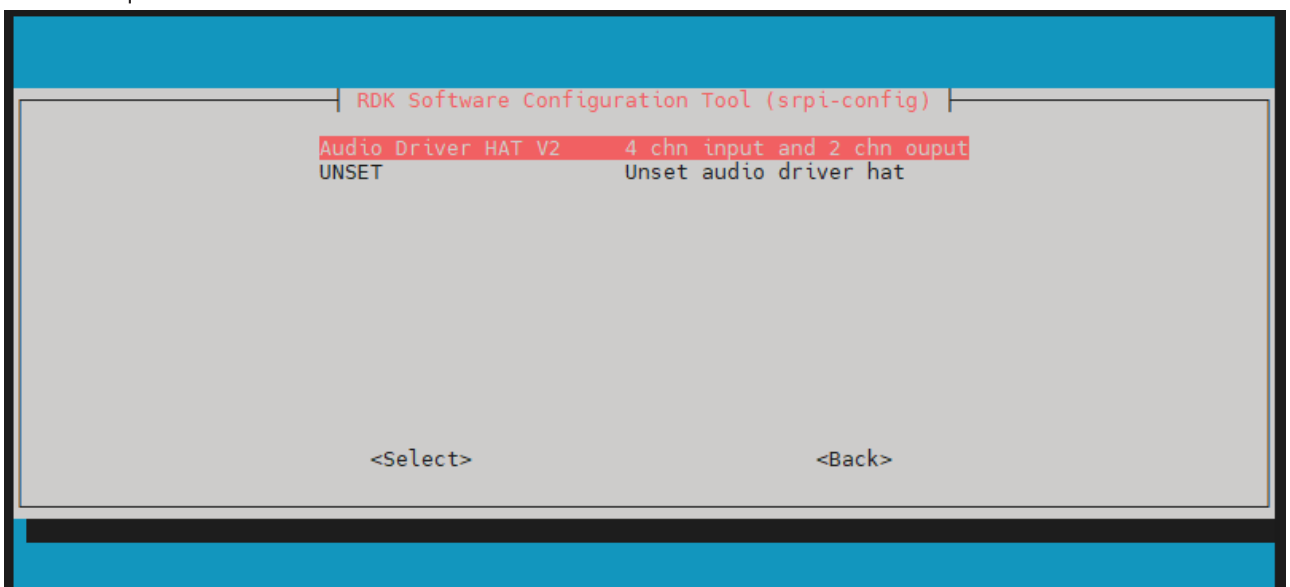 RDK Software Configuration Tool (srpi-config)
Audio Driver HAT V2 4 chn input and 2 chn ouput
UNSET Unset audio driver hat
<Select> <Back>